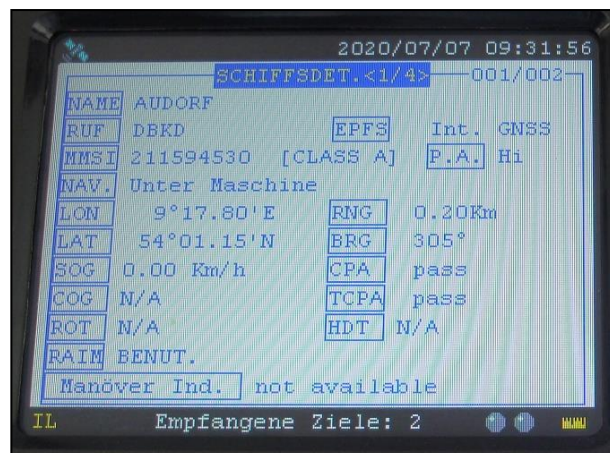 2020/07/07 09:31:56
SCHIFFSDET.<1/4> 001/002
NAME AUDORF
RUF DBKD EPFS Int. GNSS
MMSI 211594530 [CLASS A] P.A. Hi
NAV. Unter Maschine
LON 9°17.80'E RNG 0.20Km
LAT 54°01.15'N BRG 305°
SOG 0.00 Km/h CPA pass
COG N/A TCPA pass
ROT N/A HDT N/A
RAIM BENUT.
Manöver Ind. not available
IL Empfangene Ziele: 2